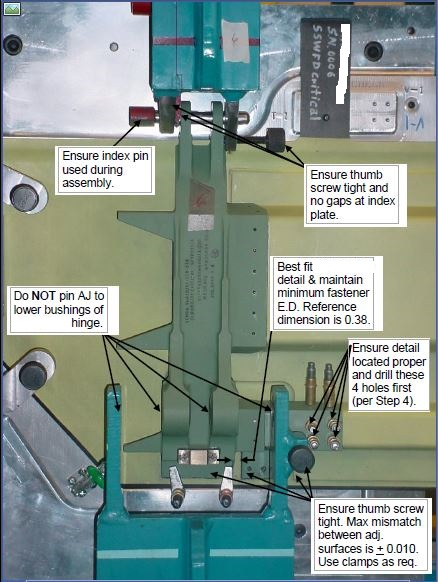 SN.0006
SSWFD critical
4
T-2
I-V
Ensure index pin
used during
assembly.
Ensure thumb
screw tight and
no gaps at index
plate.
Best fit
detail & maintain
minimum fastener
E.D. Reference
dimension is 0.38.
Do NOT pin AJ to
lower bushings of
hinge.
Ensure detail
located proper
and drill these
4 holes first
(per Step 4).
Ensure thumb screw
tight. Max mismatch
between adj.
surfaces is + 0.010.
Use clamps as req.